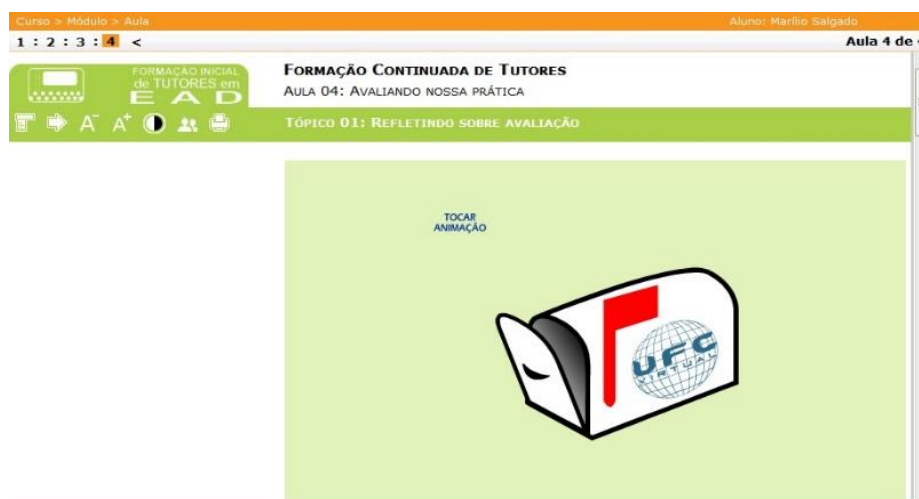 Curso > Módulo > Aula
Aluno: Marílio Salgado
1 : 2 : 3 : 4 <
Aula 4 de
FORMAÇÃO INICIAL
de TUTORES em
E A D
FORMAÇÃO CONTINUADA DE TUTORES
AULA 04: AVALIANDO NOSSA PRÁTICA
A- A+
TÓPICO 01: REFLETINDO SOBRE AVALIAÇÃO
TOCAR
ANIMAÇÃO
UFC
VIRTUAL